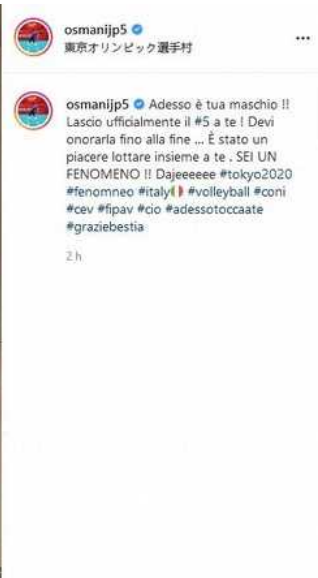 osmanijp5
東京オリンピック選手村
osmanijp5 Adesso è tua maschio !!
Lascio ufficialmente il #5 a te ! Devi
onorarla fino alla fine ... È stato un
piacere lottare insieme a te . SEI UN
FENOMENO !! Dajeeeeee #tokyo2020
#fenomneo #italy🇮🇹 #volleyball #coni
#cev #fipav #cio #adessotoccaate
#graziebestia
2 h